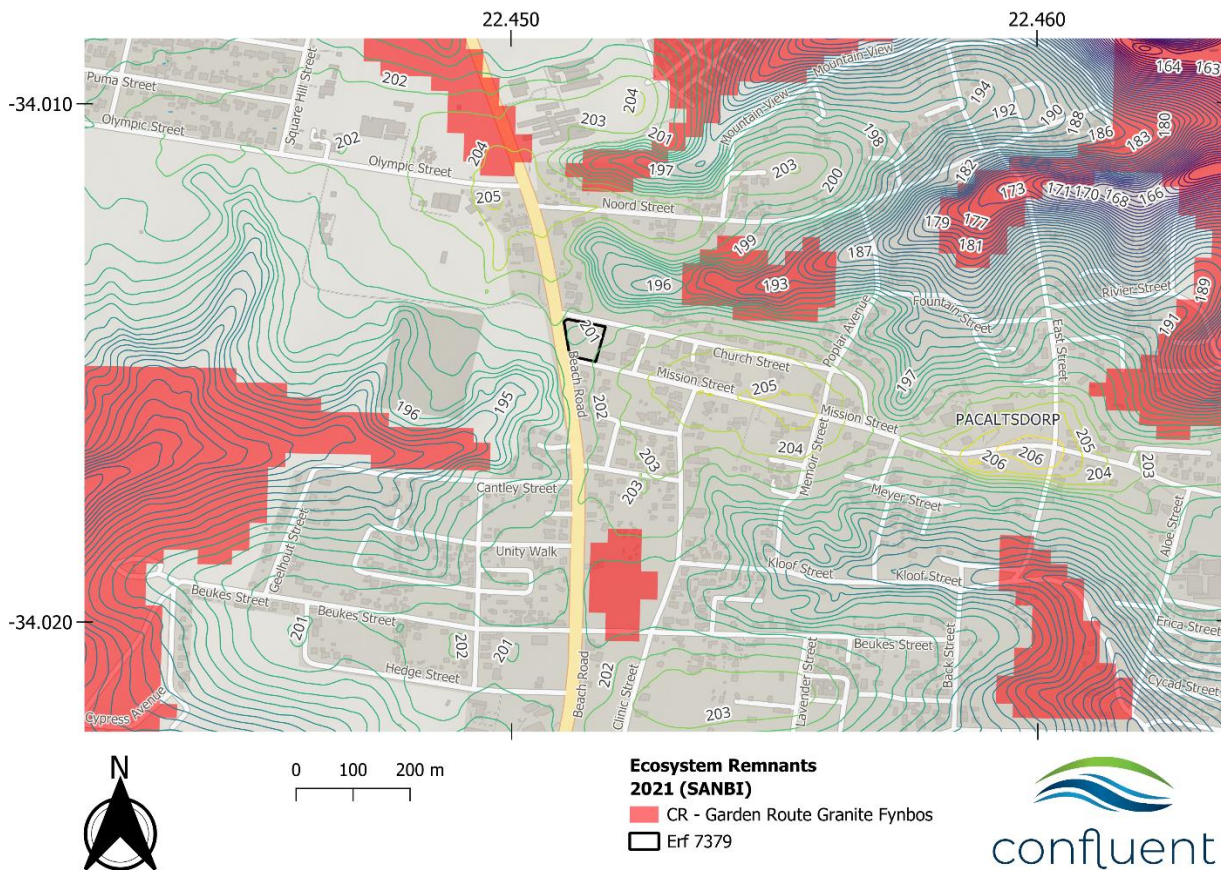 22.450
22.460
-34.010
-34.020
Puma Street
Olympic Street
Square Hill Street
202
202
Olympic Street
204
205
203
204
201
197
Mountain View
Mountain View
Noord Street
203
200
198
194
192
190
188
186
183
180
164
163
182
179
177
181
173
171
170
168
166
187
199
196
193
189
191
Rivier Street
Fountain Street
Poplar Avenue
East Street
201
Beach Road
Church Street
Mission Street
205
Mission Street
197
PACALTSDORP
205
206
206
204
203
196
195
202
203
203
204
Memoir Street
Meyer Street
Cantley Street
Geelhout Street
Unity Walk
Kloof Street
Kloof Street
Aloe Street
Beukes Street
Beukes Street
201
202
201
Hedge Street
Cypress Avenue
Beach Road
202
Clinic Street
203
Lavender Street
Beukes Street
Back Street
Erica Street
Cycad Street
N
0 100 200 m
Ecosystem Remnants
2021 (SANBI)
CR - Garden Route Granite Fynbos
Erf 7379
confluent